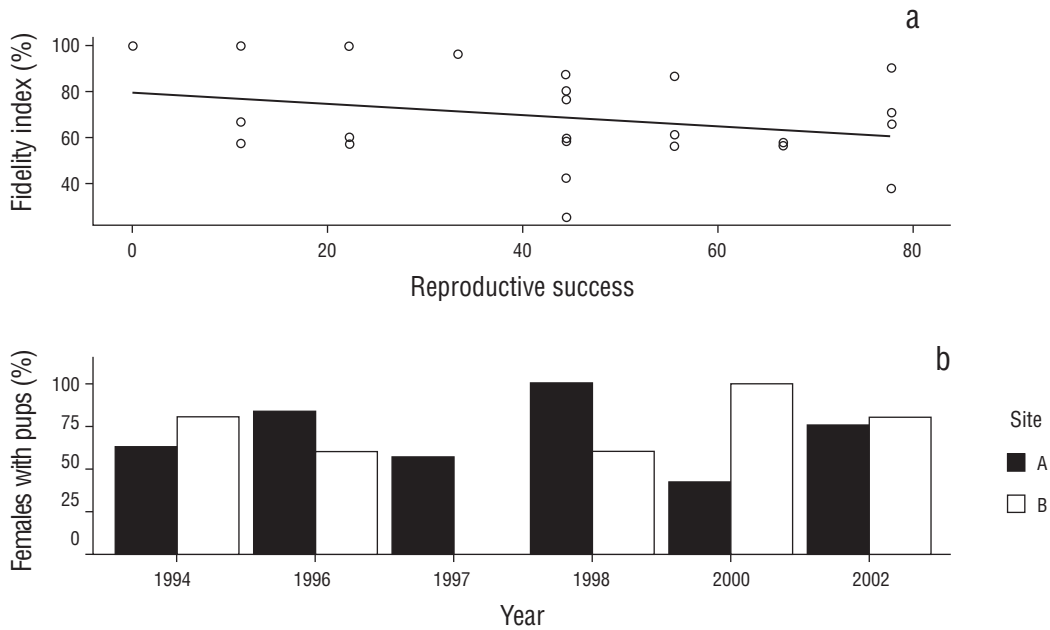 a
Fidelity index (%)
100
80
60
40
0 20 40 60 80
Reproductive success
b
Females with pups (%)
100
75
50
25
0
1994 1996 1997 1998 2000 2002
Year
Site
A
B